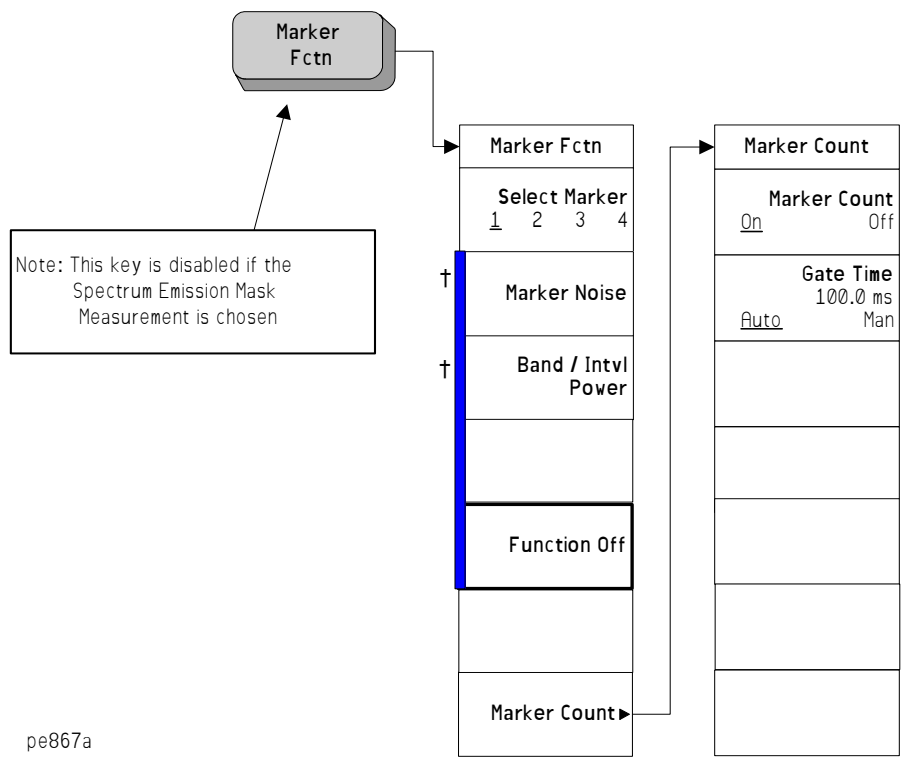 Marker
Fctn
Note: This key is disabled if the
Spectrum Emission Mask
Measurement is chosen
Marker Fctn
Select Marker
1 2 3 4
†
Marker Noise
†
Band / Intvl
Power
Function Off
Marker Count
Marker Count
Marker Count
On Off
Gate Time
100.0 ms
Auto Man
pe867a